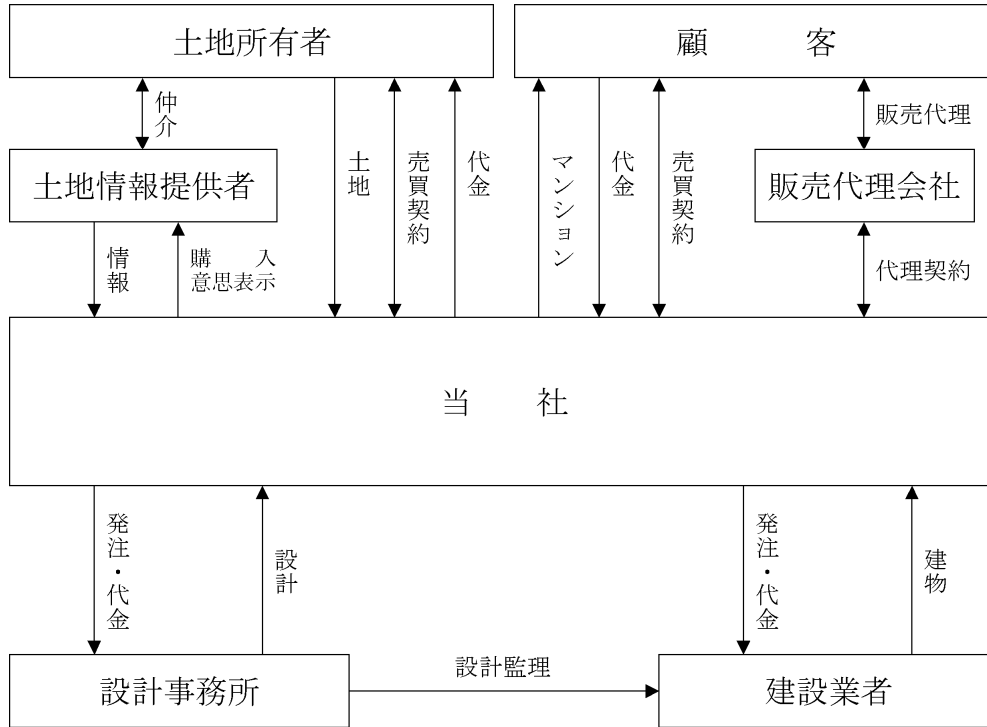 土地所有者
顧客
仲介
販売代理
土地情報提供者
土地
売買契約
代金
マンション
代金
売買契約
販売代理会社
情報
購入
意思表示
代理契約
当社
発注・代金
設計
発注・代金
建物
設計事務所
設計監理
建設業者